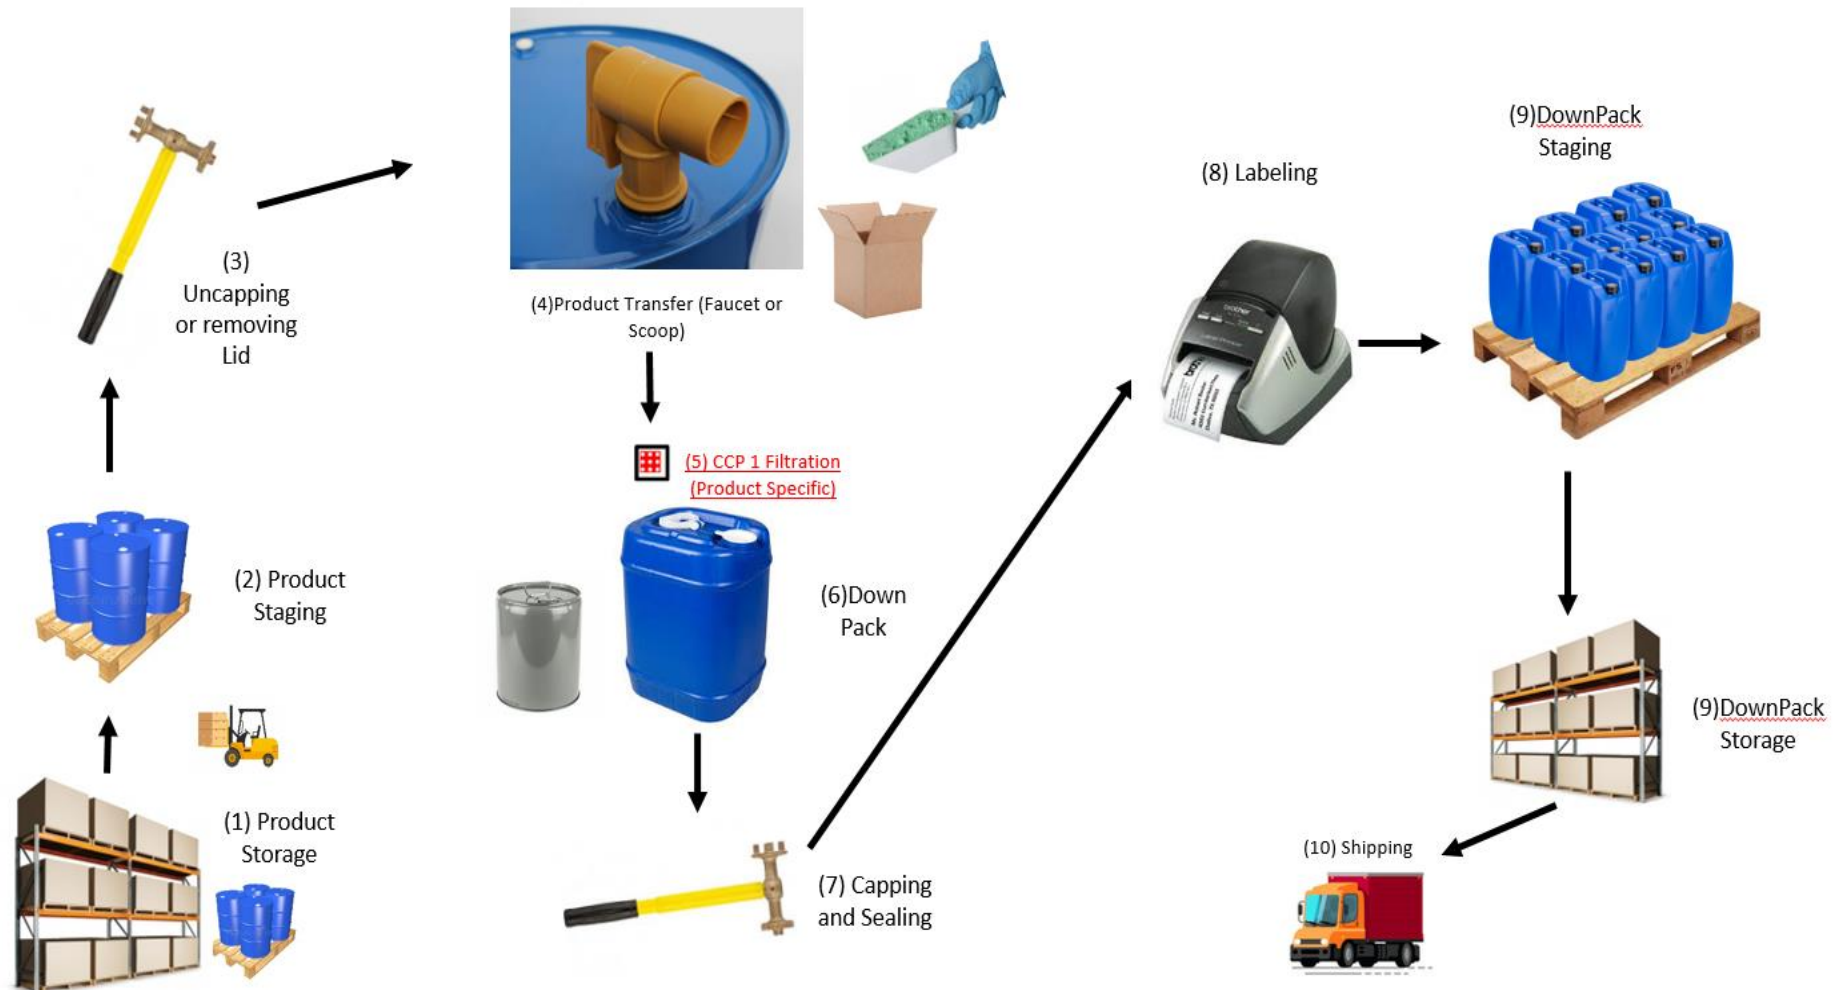 (1) Product
Storage
(2) Product
Staging
(3)
Uncapping
or removing
Lid
(4)Product Transfer (Faucet or
Scoop)
(5) CCP 1 Filtration
(Product Specific)
(6)Down
Pack
(7) Capping
and Sealing
(8) Labeling
brother
(9)DownPack
Staging
(9)DownPack
Storage
(10) Shipping